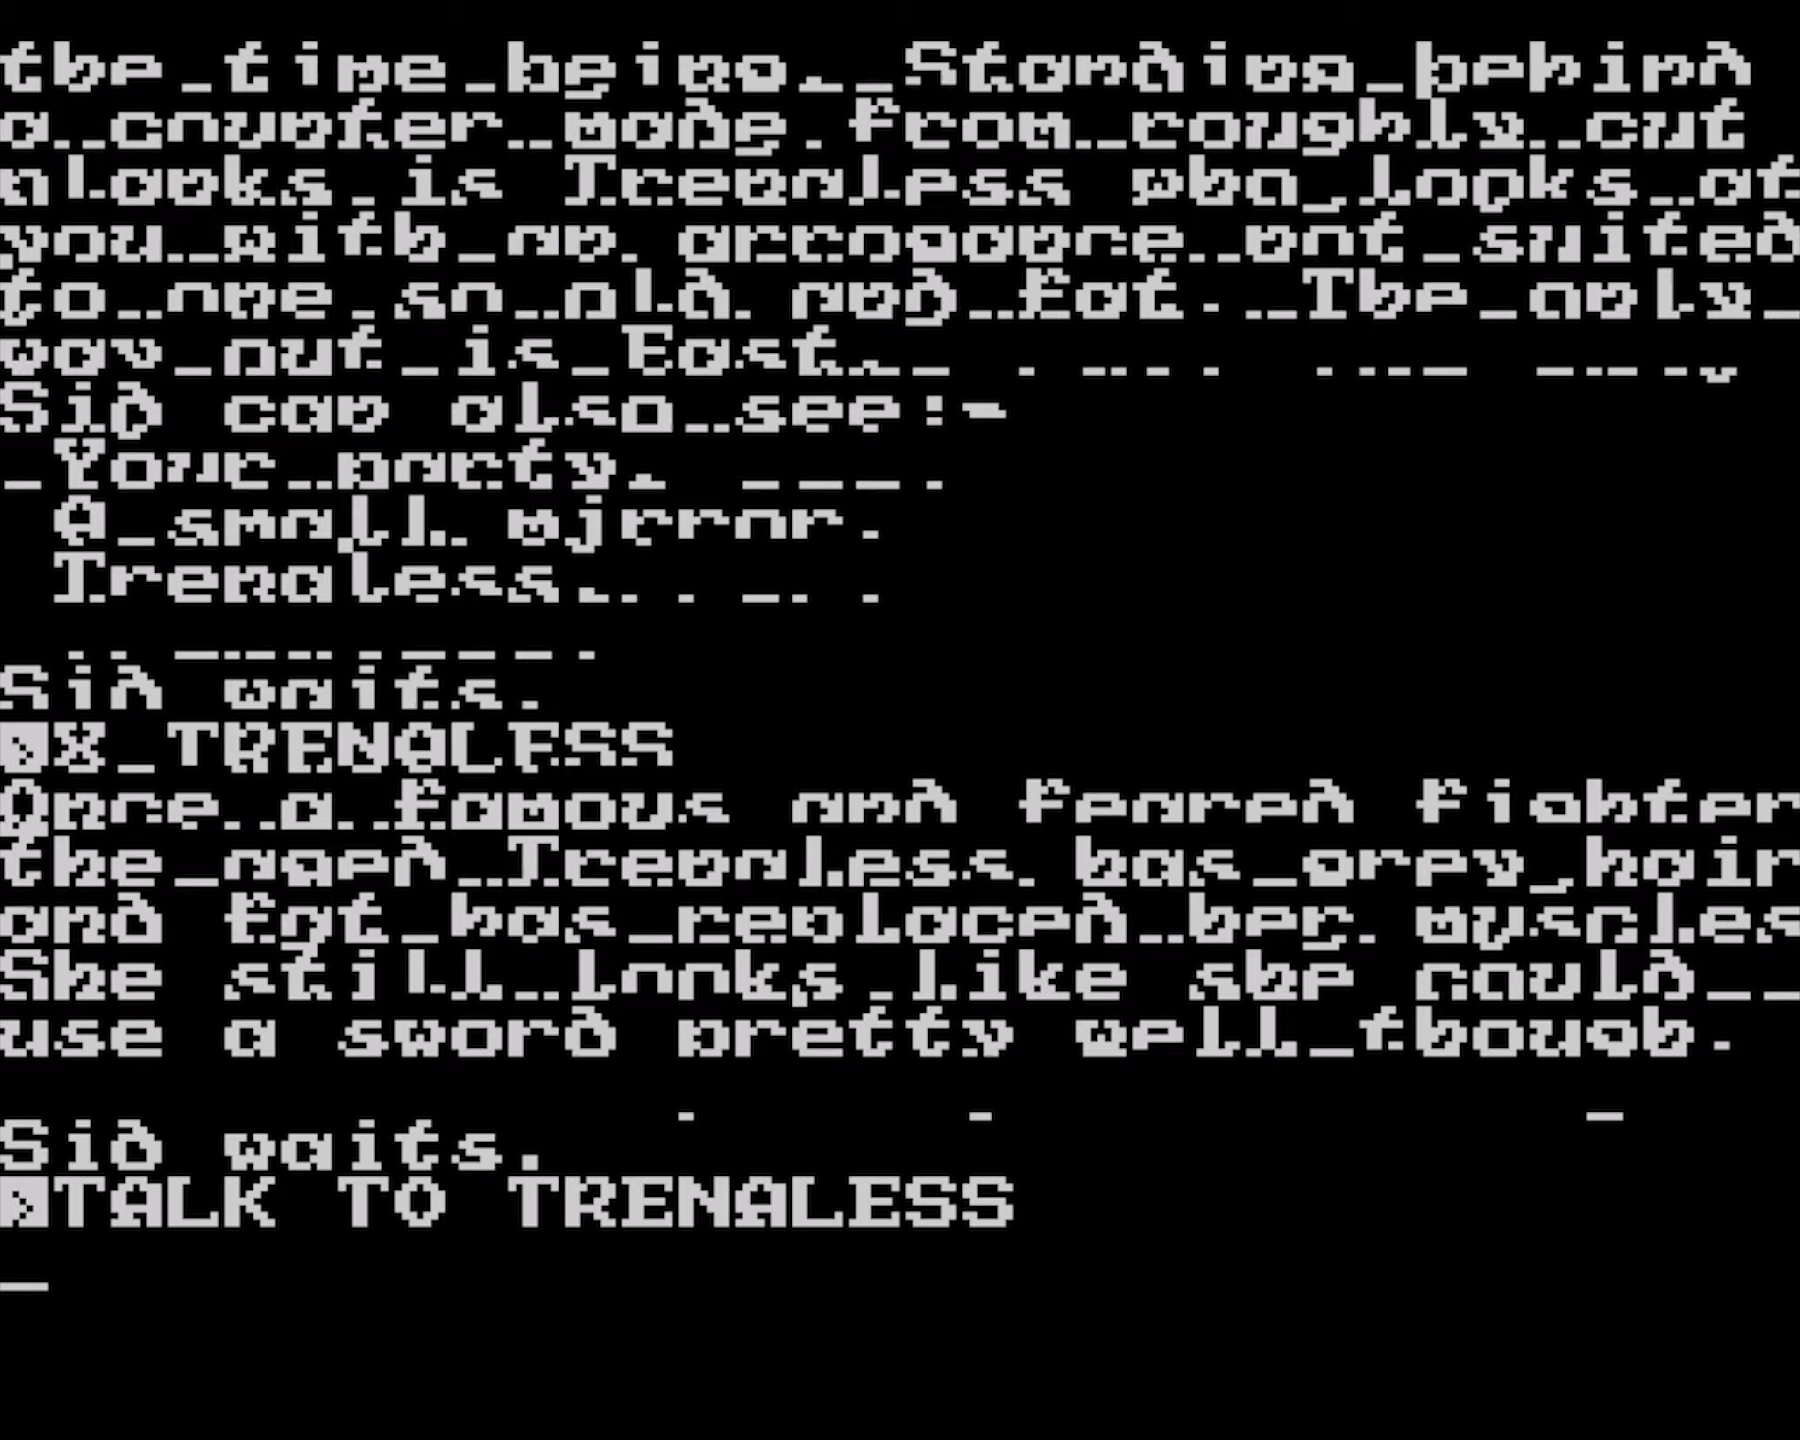 the time being. Standing behind
a counter made from roughly cut
planks is Trenaless who looks at
you with an arrogance not suited
to one so old and fat. The only
way out is East.
Sid can also see:-
Your party.
A small mirror.
Trenaless.
Sid waits.
>X TRENALESS
Once a famous and feared fighter
the aged Trenaless has grey hair
and fat has replaced her muscles
She still looks like she could
use a sword pretty well though.
Sid waits.
>TALK TO TRENALESS